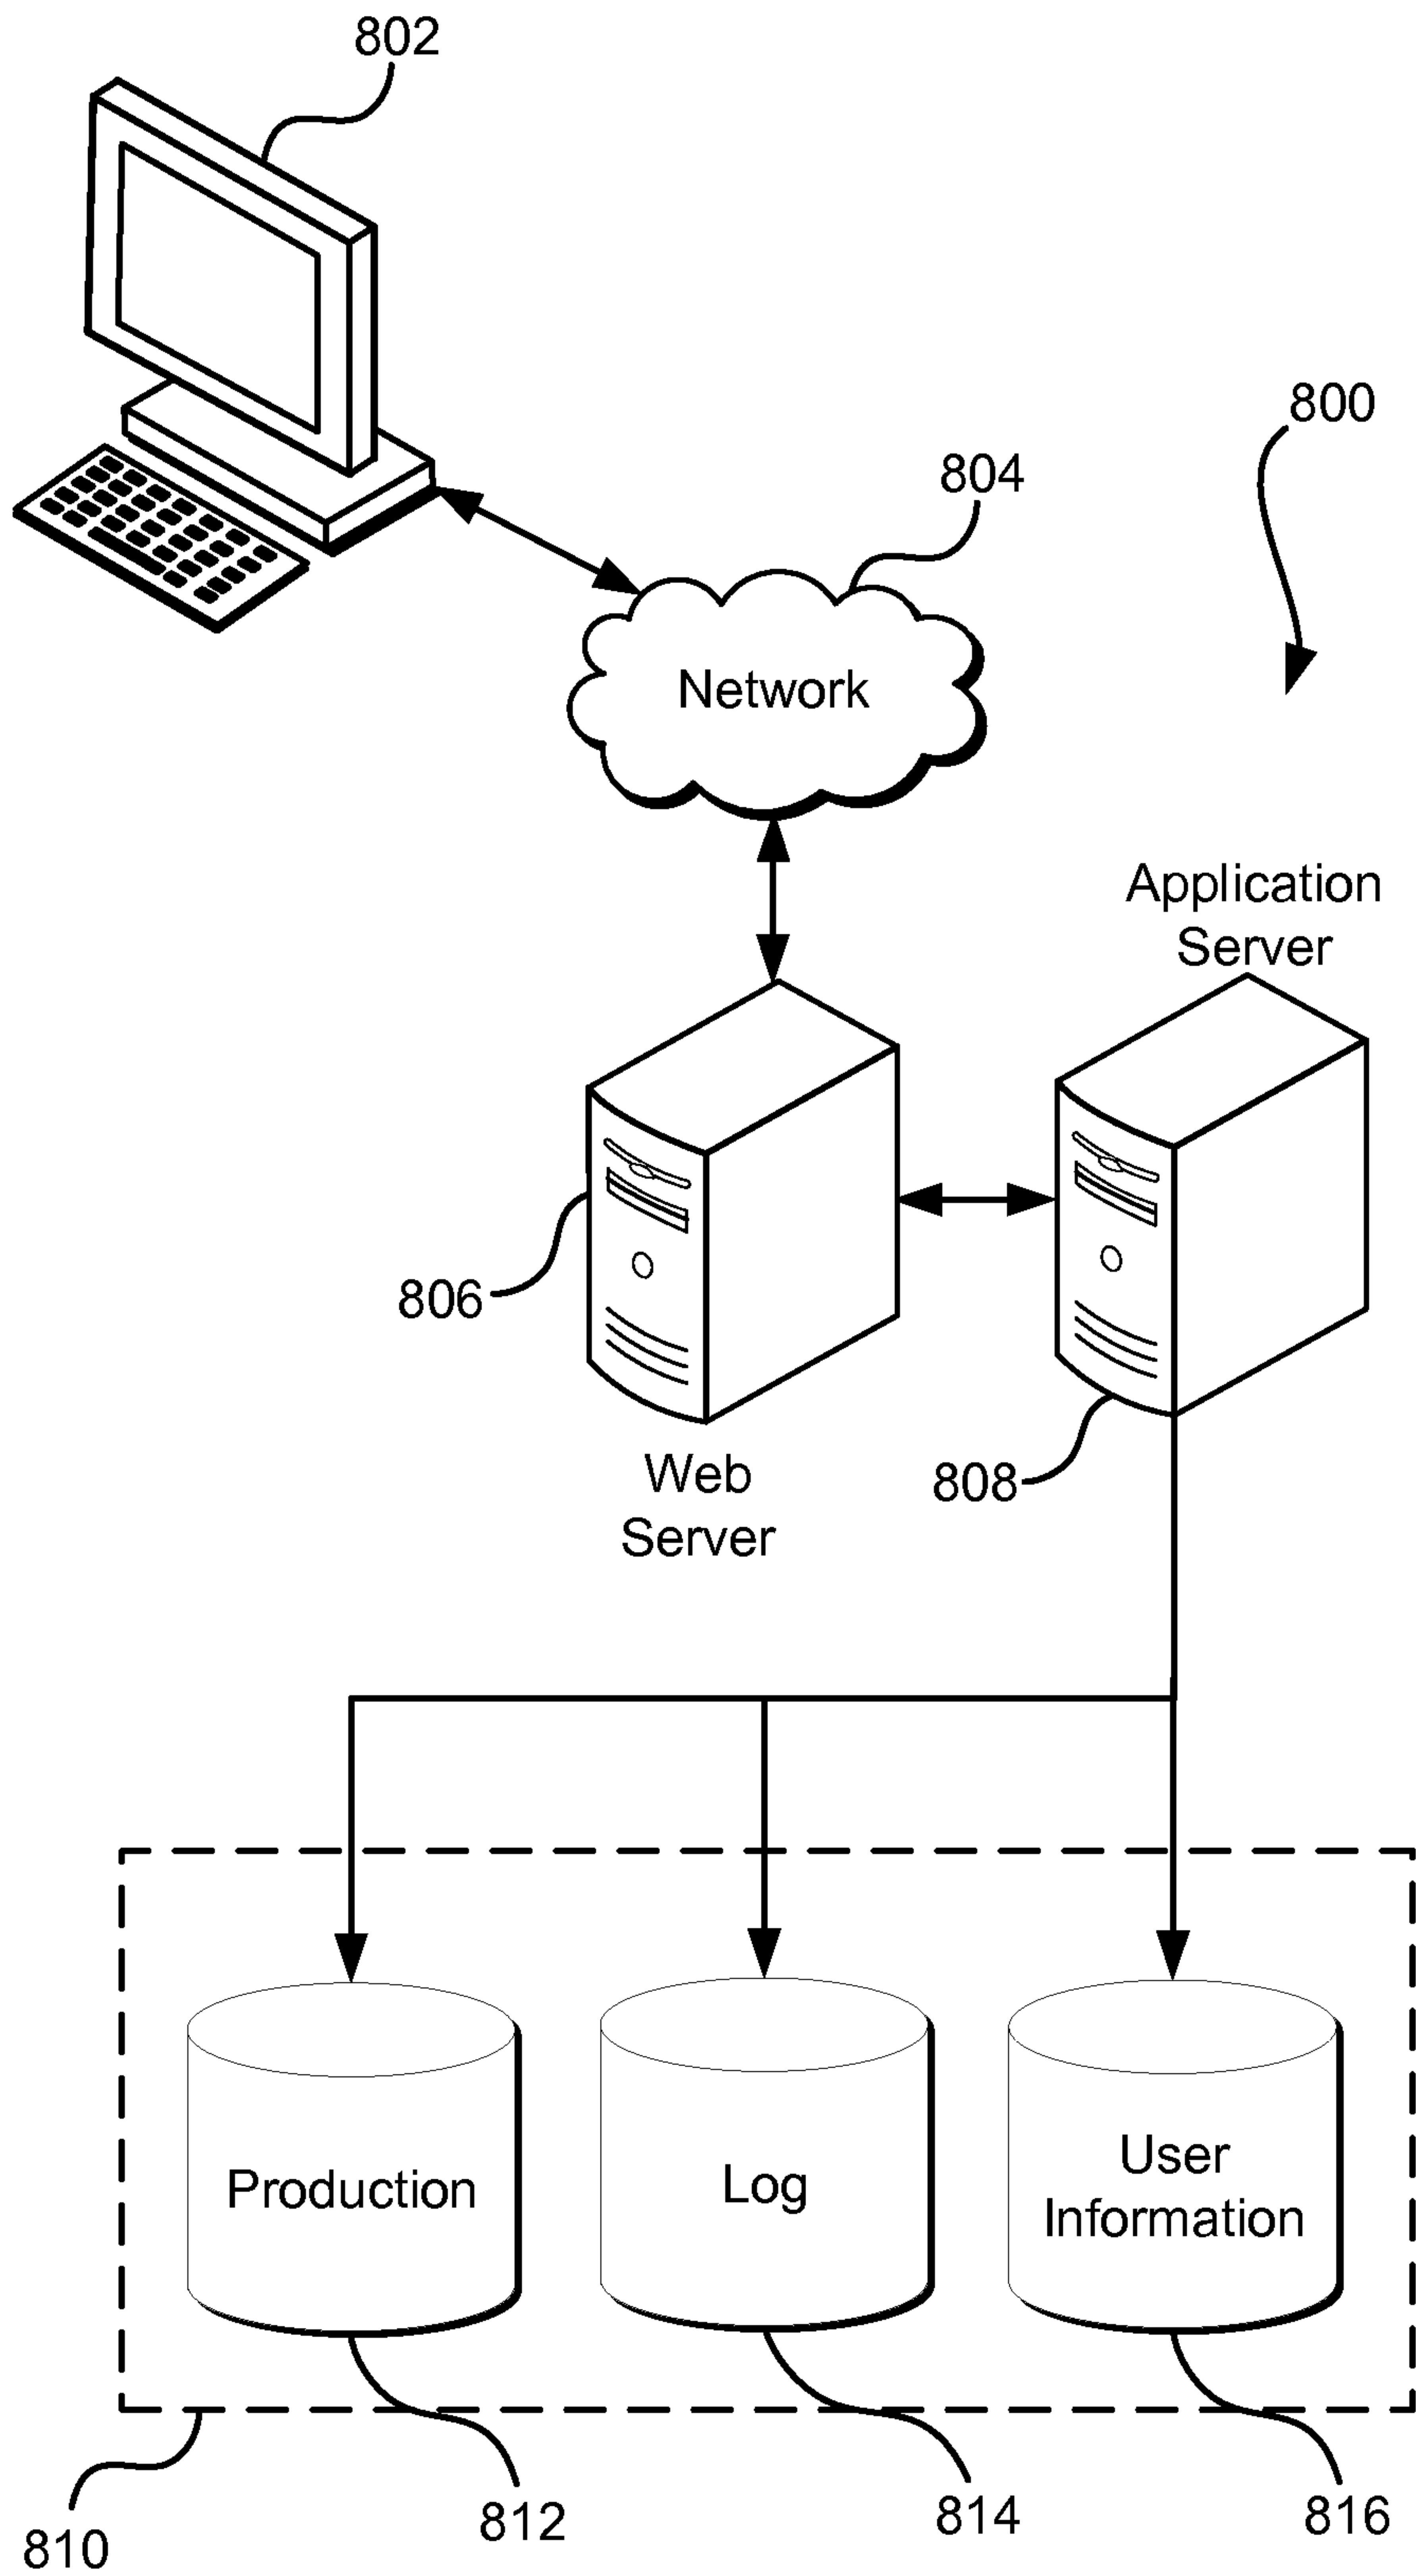 802
800
804
Network
Application
Server
806
808
Web
Server
Production
Log
User
Information
810
812
814
816